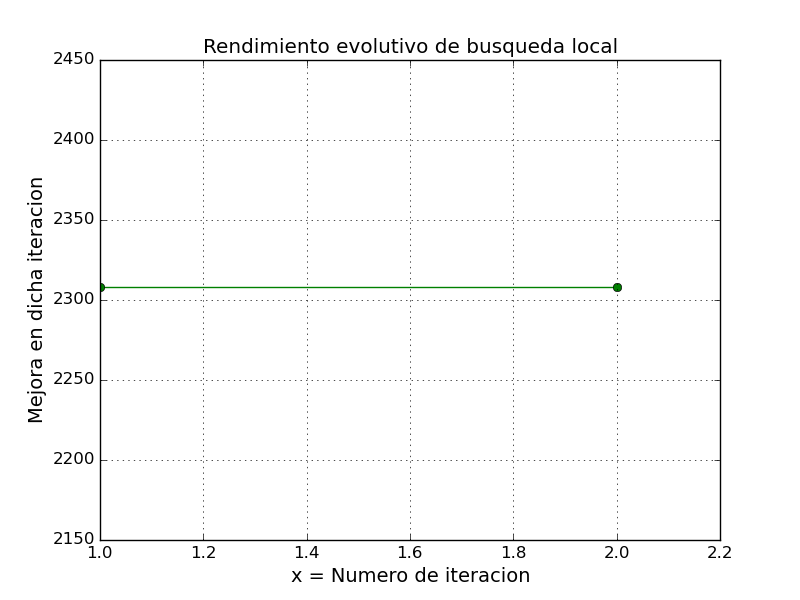 Rendimiento evolutivo de busqueda local
2450
2400
2350
2300
2250
2200
2150
Mejora en dicha iteracion
1.0 1.2 1.4 1.6 1.8 2.0 2.2
x = Numero de iteracion